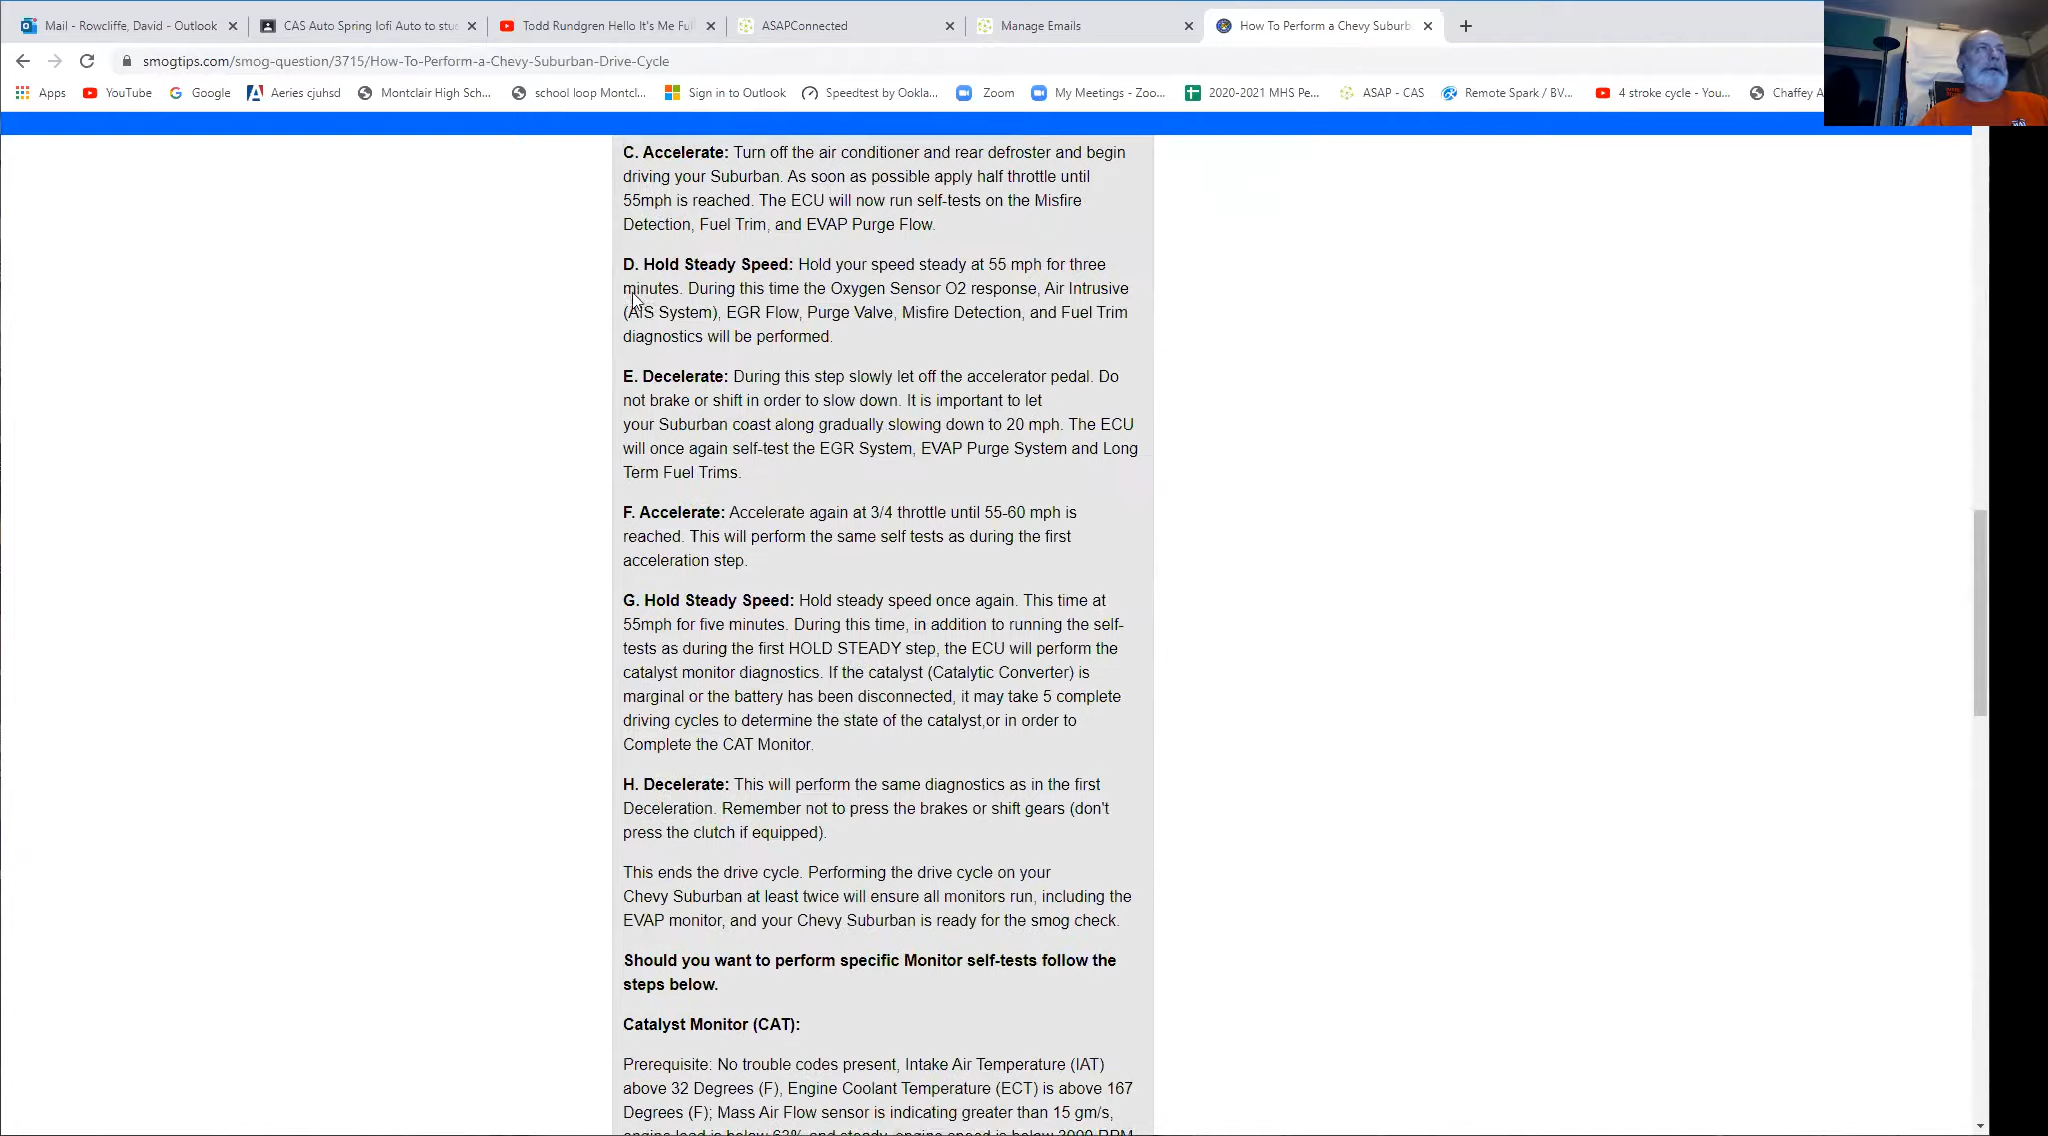 Mail - Rowcliffe, David - Outlook
CAS Auto Spring Iofi Auto to stu
Todd Rundgren Hello It's Me Ful
ASAPConnected
Manage Emails
How To Perform a Chevy Suburb
smogtips.com/smog-question/3715/How-To-Perform-a-Chevy-Suburban-Drive-Cycle
Apps YouTube Google Aeries cjuhsd Montclair High Sch... school loop Montcl... Sign in to Outlook Speedtest by Ookla... Zoom My Meetings - Zoo... 2020-2021 MHS Pe... ASAP - CAS Remote Spark / BV... 4 stroke cycle - You... Chaffey A
C. Accelerate: Turn off the air conditioner and rear defroster and begin
driving your Suburban. As soon as possible apply half throttle until
55mph is reached. The ECU will now run self-tests on the Misfire
Detection, Fuel Trim, and EVAP Purge Flow.
D. Hold Steady Speed: Hold your speed steady at 55 mph for three
minutes. During this time the Oxygen Sensor O2 response, Air Intrusive
(AIS System), EGR Flow, Purge Valve, Misfire Detection, and Fuel Trim
diagnostics will be performed.
E. Decelerate: During this step slowly let off the accelerator pedal. Do
not brake or shift in order to slow down. It is important to let
your Suburban coast along gradually slowing down to 20 mph. The ECU
will once again self-test the EGR System, EVAP Purge System and Long
Term Fuel Trims.
F. Accelerate: Accelerate again at 3/4 throttle until 55-60 mph is
reached. This will perform the same self tests as during the first
acceleration step.
G. Hold Steady Speed: Hold steady speed once again. This time at
55mph for five minutes. During this time, in addition to running the self-
tests as during the first HOLD STEADY step, the ECU will perform the
catalyst monitor diagnostics. If the catalyst (Catalytic Converter) is
marginal or the battery has been disconnected, it may take 5 complete
driving cycles to determine the state of the catalyst,or in order to
Complete the CAT Monitor.
H. Decelerate: This will perform the same diagnostics as in the first
Deceleration. Remember not to press the brakes or shift gears (don't
press the clutch if equipped).
This ends the drive cycle. Performing the drive cycle on your
Chevy Suburban at least twice will ensure all monitors run, including the
EVAP monitor, and your Chevy Suburban is ready for the smog check.
Should you want to perform specific Monitor self-tests follow the
steps below.
Catalyst Monitor (CAT):
Prerequisite: No trouble codes present, Intake Air Temperature (IAT)
above 32 Degrees (F), Engine Coolant Temperature (ECT) is above 167
Degrees (F); Mass Air Flow sensor is indicating greater than 15 gm/s,
engine load is below 63% and steady, engine speed is below 3000 RPM